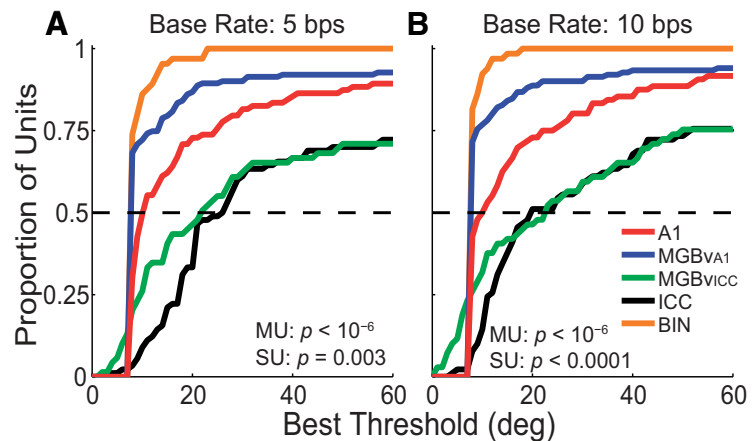 A
Base Rate: 5 bps
B
Base Rate: 10 bps
Proportion of Units
1
0.75
0.5
0.25
0
MU: p < 10⁻⁶
SU: p = 0.003
0 20 40 60
A1
MGBvA1
MGBvICC
ICC
BIN
MU: p < 10⁻⁶
SU: p < 0.0001
0 20 40 60
Best Threshold (deg)